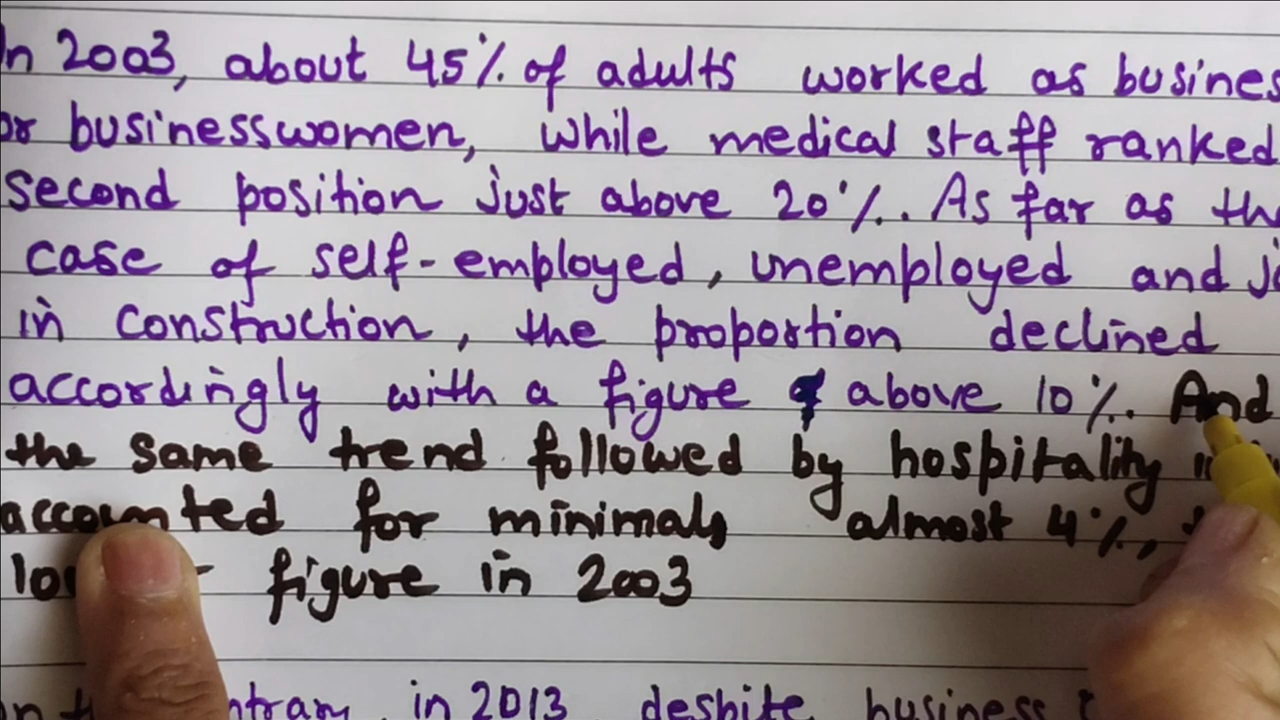 In 2003, about 45% of adults worked as busines
or businesswomen, while medical staff ranked
second position just above 20%. As far as th
case of self-employed, unemployed and jo
in construction, the proportion declined
accordingly with a figure above 10%. And
the same trend followed by hospitality
accounted for minimals almost 4%,
figure in 2003
in 2013, despite business